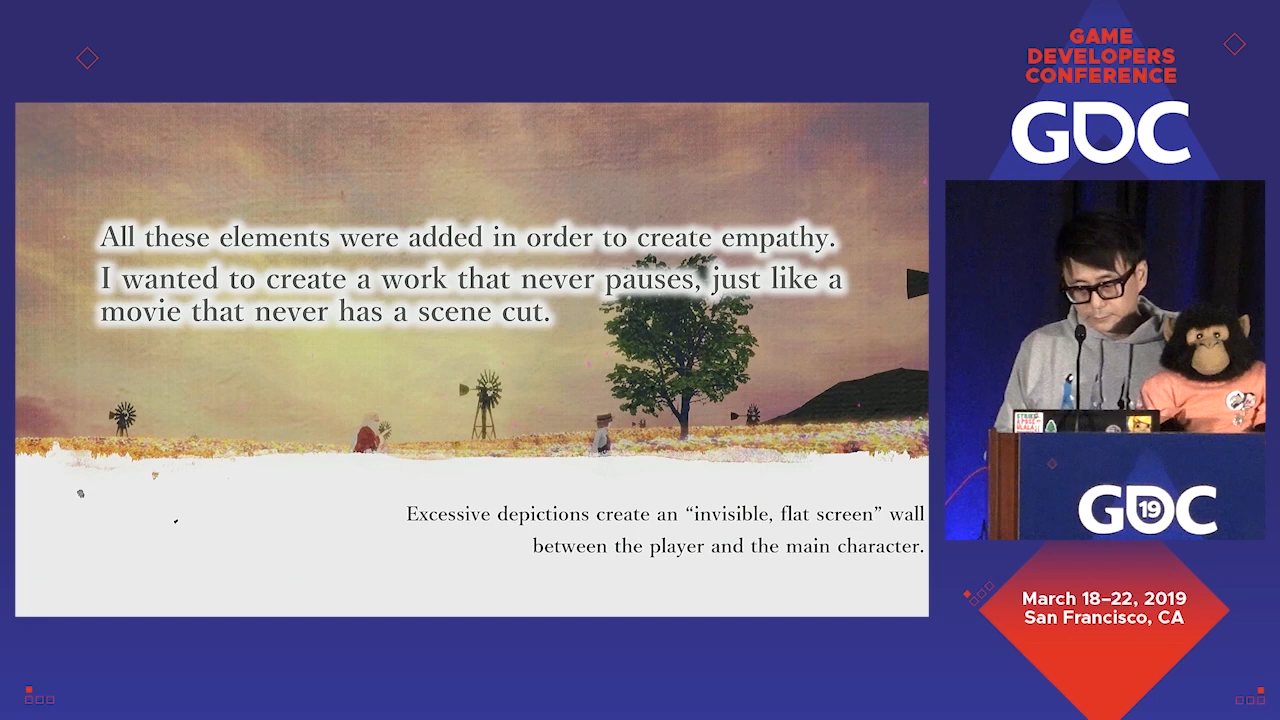 GAME
DEVELOPERS
CONFERENCE
GDC
All these elements were added in order to create empathy.
I wanted to create a work that never pauses, just like a
movie that never has a scene cut.
Excessive depictions create an “invisible, flat screen” wall
between the player and the main character.
GDC
19
March 18–22, 2019
San Francisco, CA